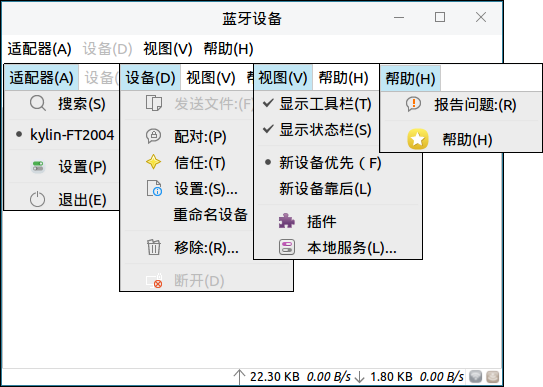 蓝牙设备
适配器(A) 设备(D) 视图(V) 帮助(H)
适配器(A)
搜索(S)
kylin-FT2004
设置(P)
退出(E)
设备(D) 视图(V)
发送文件:(F)
配对:(P)
信任:(T)
设置:(S)...
重命名设备
移除:(R)...
断开(D)
视图(V) 帮助(H)
显示工具栏(T)
显示状态栏(S)
新设备优先（F)
新设备靠后(L)
插件
本地服务(L)...
帮助(H)
报告问题:(R)
帮助(H)
22.30 KB 0.00 B/s 1.80 KB 0.00 B/s